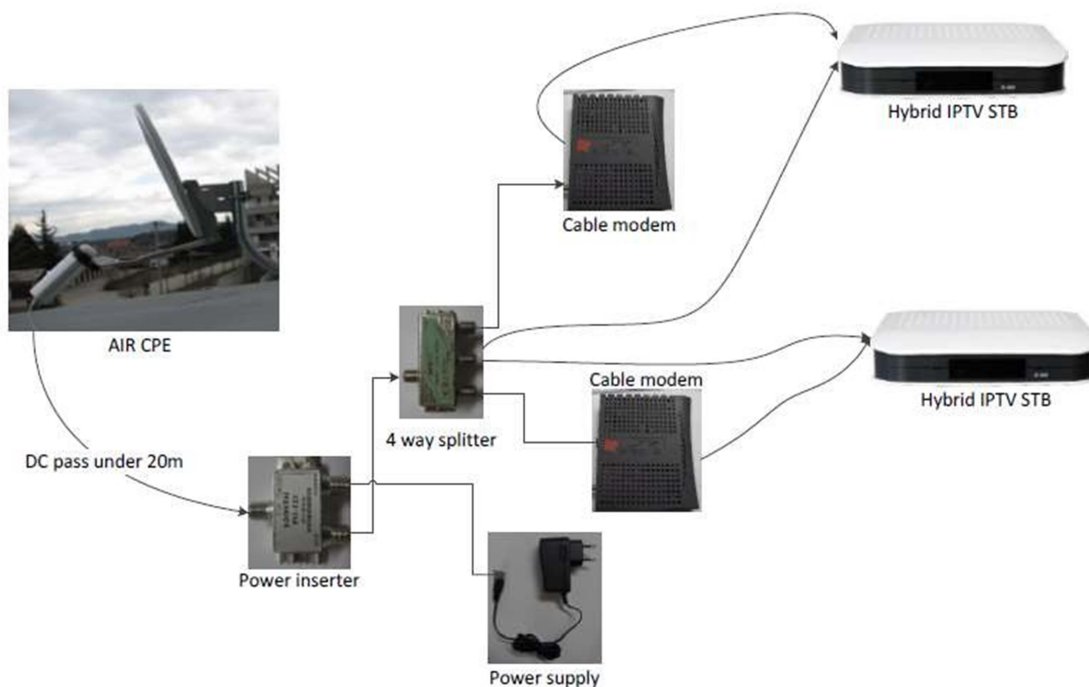 Hybrid IPTV STB
Cable modem
AIR CPE
Hybrid IPTV STB
Cable modem
4 way splitter
DC pass under 20m
Power inserter
Power supply